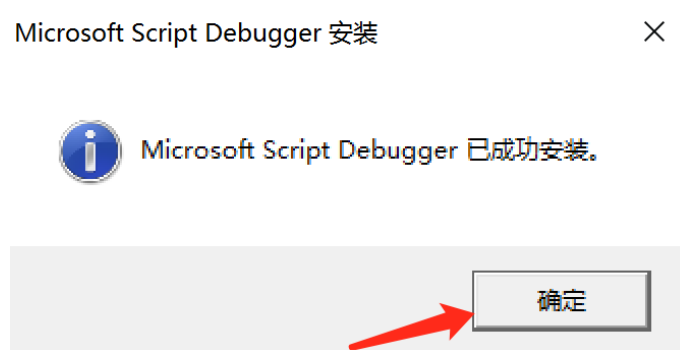 Microsoft Script Debugger 安装
Microsoft Script Debugger 已成功安装。
确定